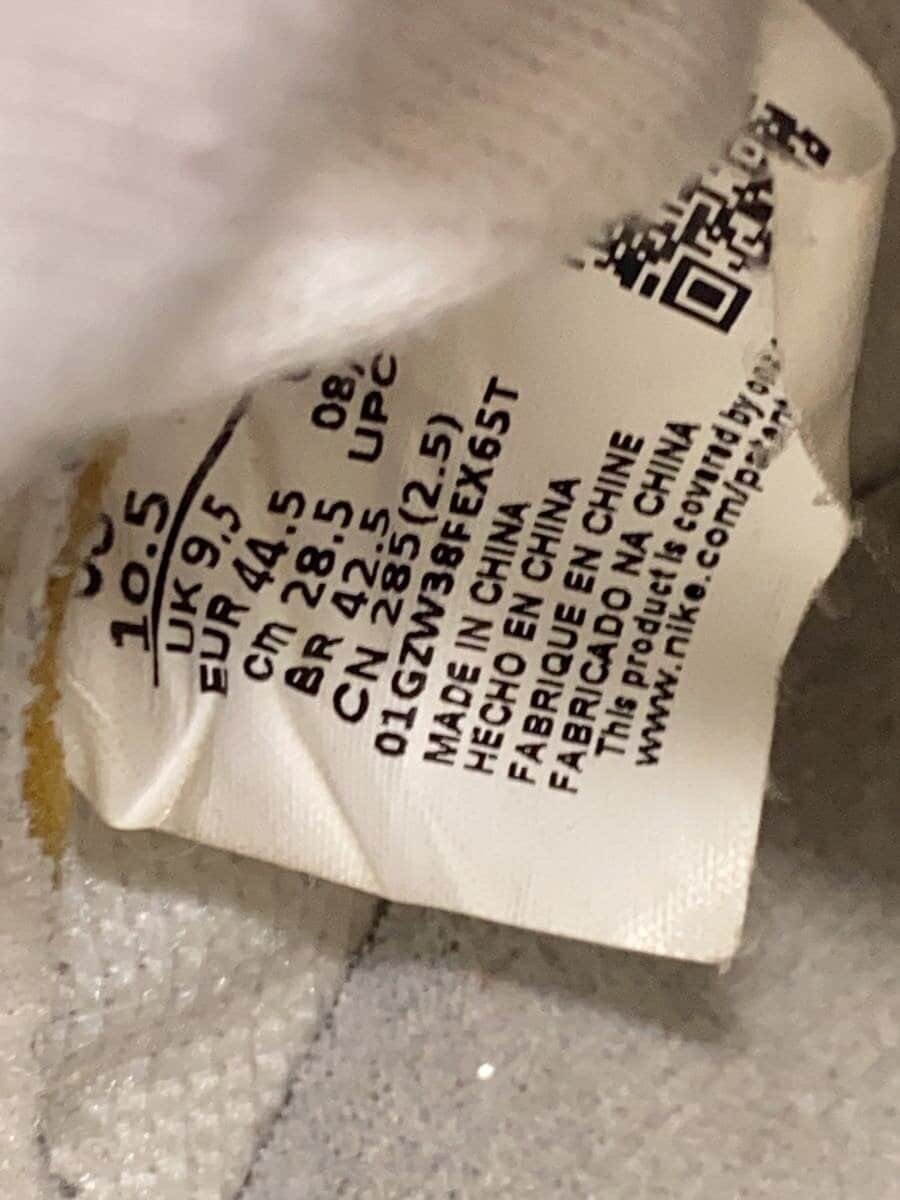 10.5
UK 9,5
EUR 44.5
cm 28.5 08,
BR 42.5 UPC
CN 285(2.5)
01GZW38FEX65T
MADE IN CHINA
HECHO EN CHINA
FABRIQUE EN CHINE
FABRICADO NA CHINA
This product is covered by
www.nike.com/patent